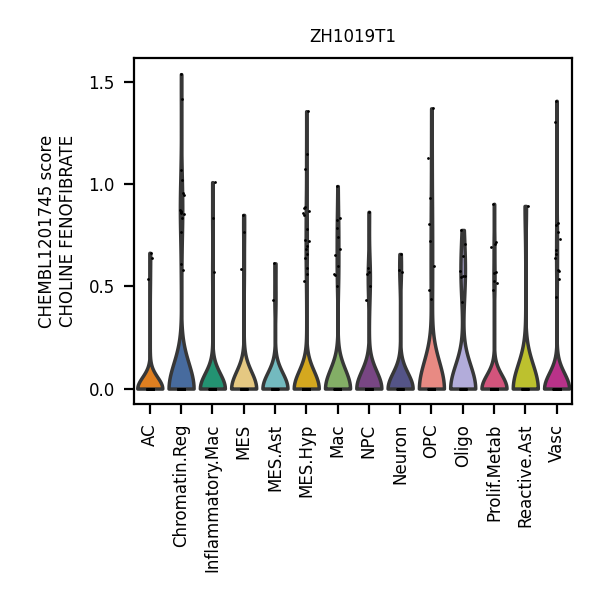 ZH1019T1
CHEMBL1201745 score
CHOLINE FENOFIBRATE
1.5
1.0
0.5
0.0
AC
Chromatin.Reg
Inflammatory.Mac
MES
MES.Ast
MES.Hyp
Mac
NPC
Neuron
OPC
Oligo
Prolif.Metab
Reactive.Ast
Vasc